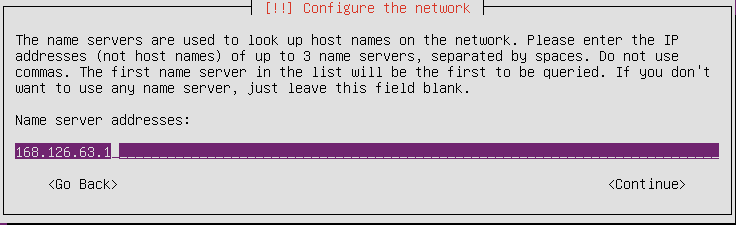 [!!] Configure the network
The name servers are used to look up host names on the network. Please enter the IP
addresses (not host names) of up to 3 name servers, separated by spaces. Do not use
commas. The first name server in the list will be the first to be queried. If you don't
want to use any name server, just leave this field blank.
Name server addresses:
168.126.63.1
<Go Back> <Continue>